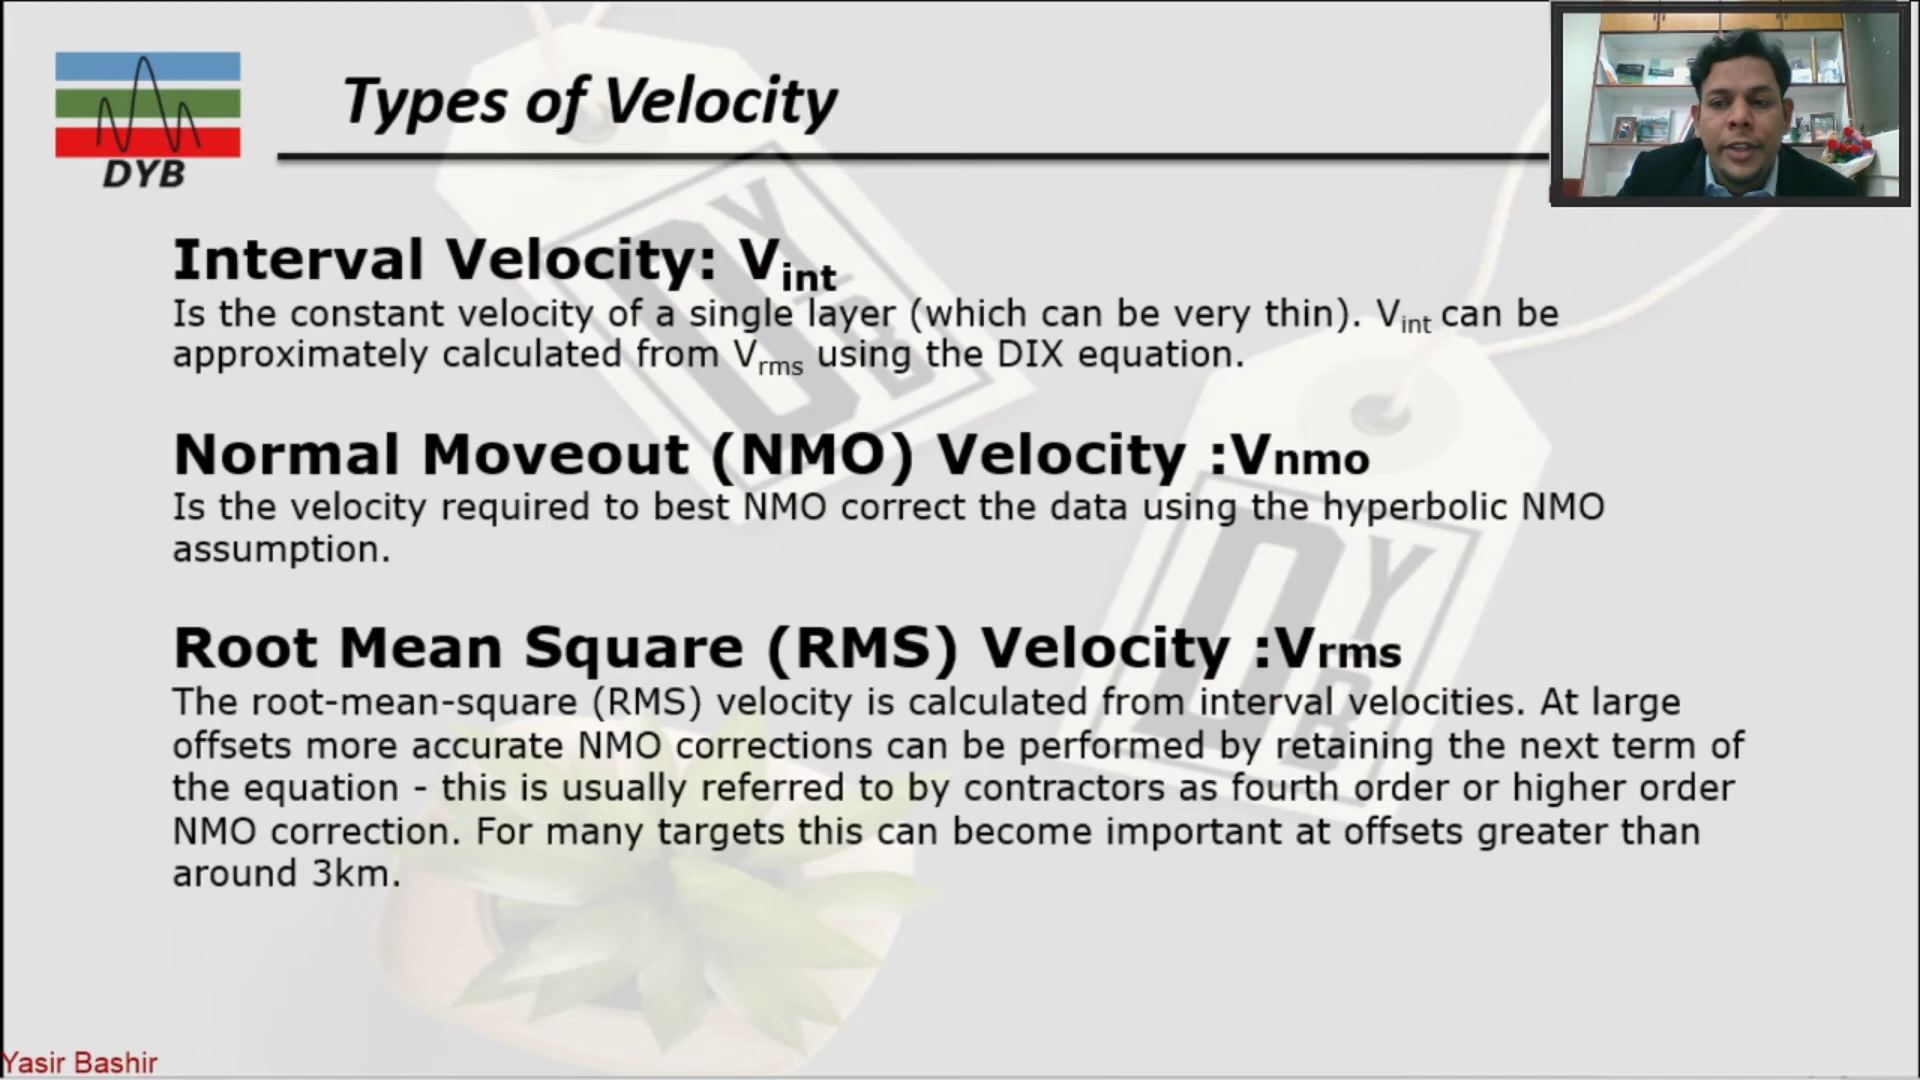 Types of Velocity
DYB
Interval Velocity: Vint
Is the constant velocity of a single layer (which can be very thin). Vint can be
approximately calculated from Vrms using the DIX equation.
Normal Moveout (NMO) Velocity :Vnmo
Is the velocity required to best NMO correct the data using the hyperbolic NMO
assumption.
Root Mean Square (RMS) Velocity :Vrms
The root-mean-square (RMS) velocity is calculated from interval velocities. At large
offsets more accurate NMO corrections can be performed by retaining the next term of
the equation - this is usually referred to by contractors as fourth order or higher order
NMO correction. For many targets this can become important at offsets greater than
around 3km.
DYB
DYB
Yasir Bashir